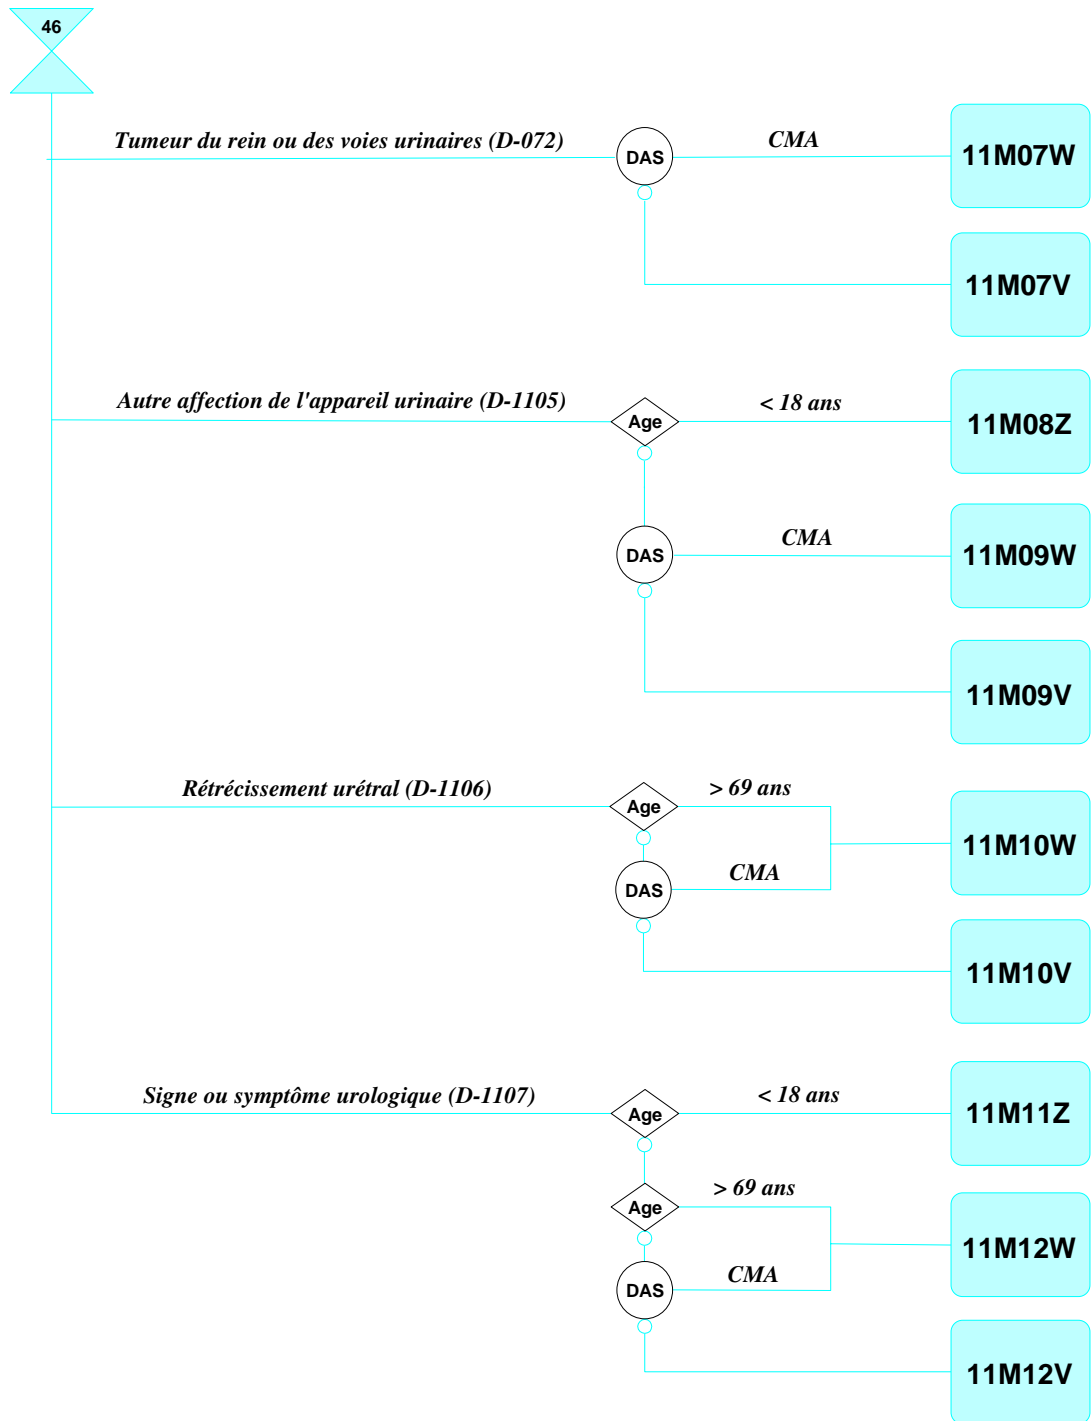 46
Tumeur du rein ou des voies urinaires (D-072)
DAS
CMA
11M07W
11M07V
Autre affection de l'appareil urinaire (D-1105)
Age
< 18 ans
11M08Z
DAS
CMA
11M09W
11M09V
Rétrécissement urétral (D-1106)
Age
> 69 ans
11M10W
DAS
CMA
11M10V
Signe ou symptôme urologique (D-1107)
Age
< 18 ans
11M11Z
Age
> 69 ans
11M12W
DAS
CMA
11M12V